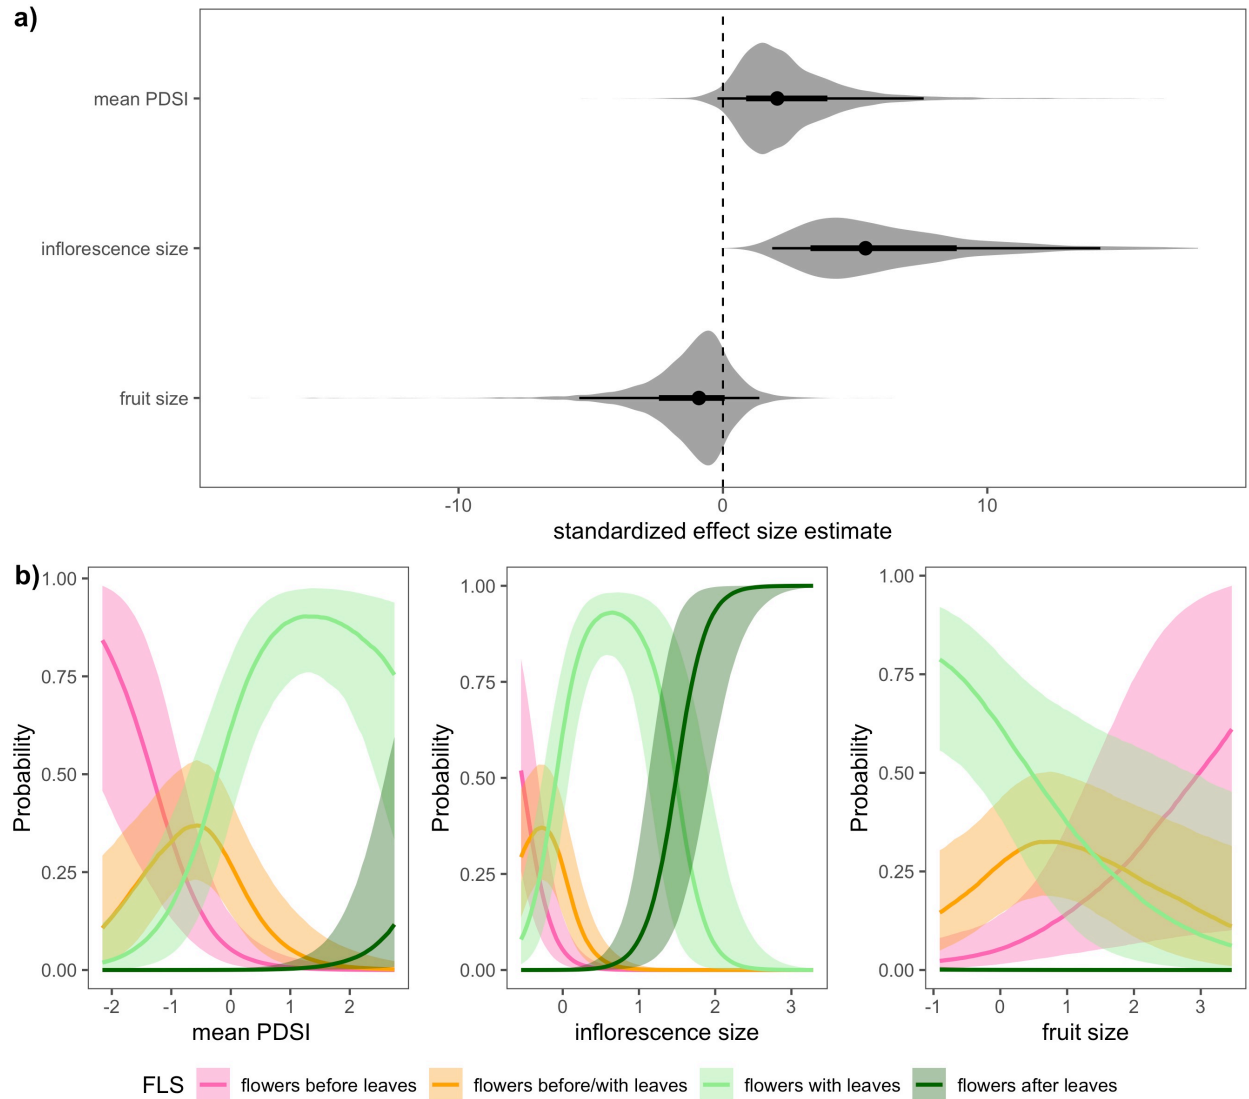 a)
mean PDSI
inflorescence size
fruit size
-10 0 10
standardized effect size estimate
b)
1.00
0.75
0.50
0.25
0.00
Probability
-2 -1 0 1 2
mean PDSI
1.00
0.75
0.50
0.25
0.00
Probability
0 1 2 3
inflorescence size
1.00
0.75
0.50
0.25
0.00
Probability
-1 0 1 2 3
fruit size
FLS flowers before leaves flowers before/with leaves flowers with leaves flowers after leaves